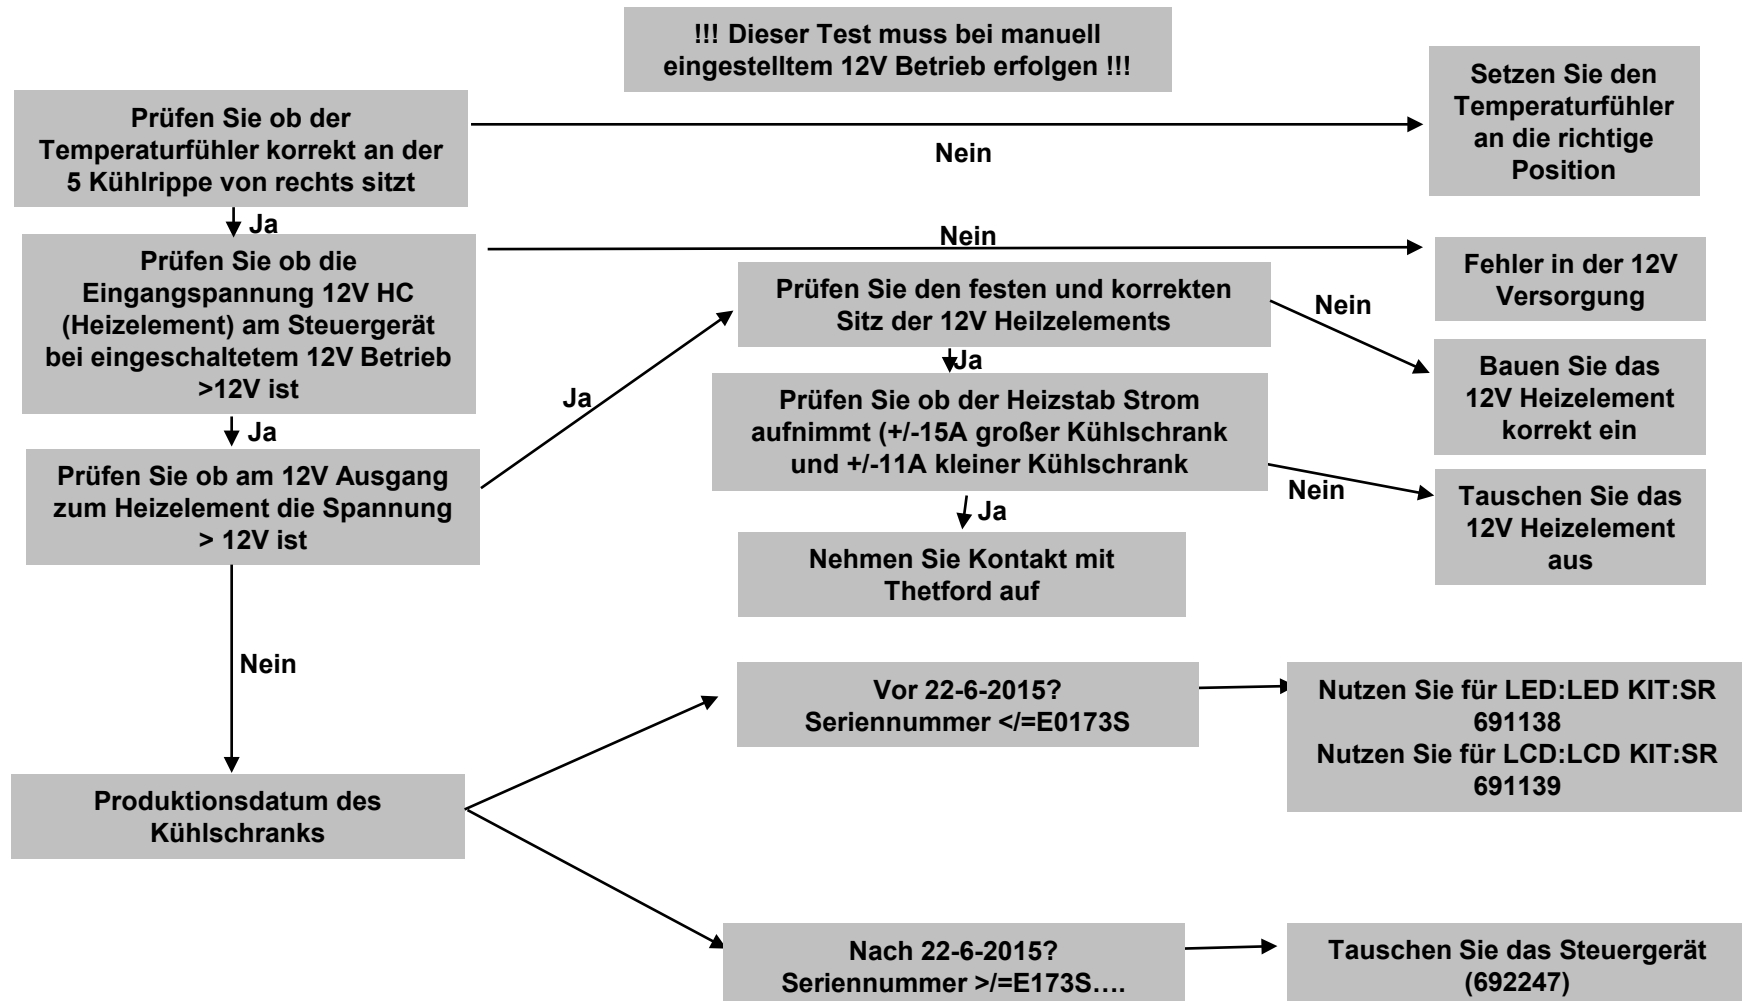 !!! Dieser Test muss bei manuell
eingestelltem 12V Betrieb erfolgen !!!
Setzen Sie den
Temperaturfühler
an die richtige
Position
Prüfen Sie ob der
Temperaturfühler korrekt an der
5 Kühlrippe von rechts sitzt
Nein
Ja
Prüfen Sie ob die
Eingangspannung 12V HC
(Heizelement) am Steuergerät
bei eingeschaltetem 12V Betrieb
>12V ist
Nein
Fehler in der 12V
Versorgung
Prüfen Sie den festen und korrekten
Sitz der 12V Heilzelements
Nein
Bauen Sie das
12V Heizelement
korrekt ein
Ja
Ja
Prüfen Sie ob der Heizstab Strom
aufnimmt (+/-15A großer Kühlschrank
und +/-11A kleiner Kühlschrank
Ja
Prüfen Sie ob am 12V Ausgang
zum Heizelement die Spannung
> 12V ist
Nein
Tauschen Sie das
12V Heizelement
aus
Ja
Nehmen Sie Kontakt mit
Thetford auf
Nein
Vor 22-6-2015?
Seriennummer </=E0173S
Nutzen Sie für LED:LED KIT:SR
691138
Nutzen Sie für LCD:LCD KIT:SR
691139
Produktionsdatum des
Kühlschranks
Nach 22-6-2015?
Seriennummer >/=E173S….
Tauschen Sie das Steuergerät
(692247)